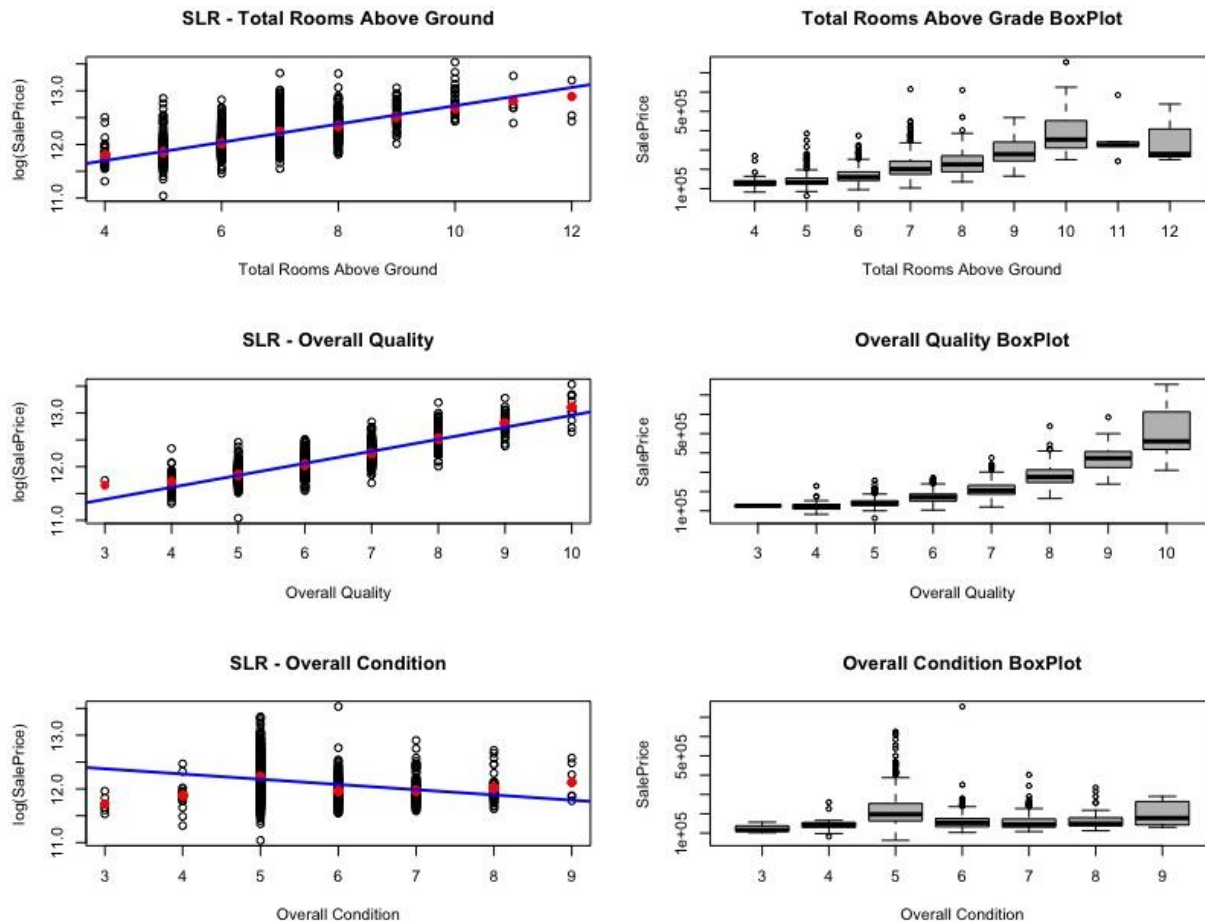 SLR - Total Rooms Above Ground
log(SalePrice)
11.0 12.0 13.0
4 6 8 10 12
Total Rooms Above Ground
Total Rooms Above Grade BoxPlot
SalePrice
1e+05 5e+05
4 5 6 7 8 9 10 11 12
Total Rooms Above Ground
SLR - Overall Quality
log(SalePrice)
11.0 12.0 13.0
3 4 5 6 7 8 9 10
Overall Quality
Overall Quality BoxPlot
SalePrice
1e+05 5e+05
3 4 5 6 7 8 9 10
Overall Quality
SLR - Overall Condition
log(SalePrice)
11.0 12.0 13.0
3 4 5 6 7 8 9
Overall Condition
Overall Condition BoxPlot
SalePrice
1e+05 5e+05
3 4 5 6 7 8 9
Overall Condition